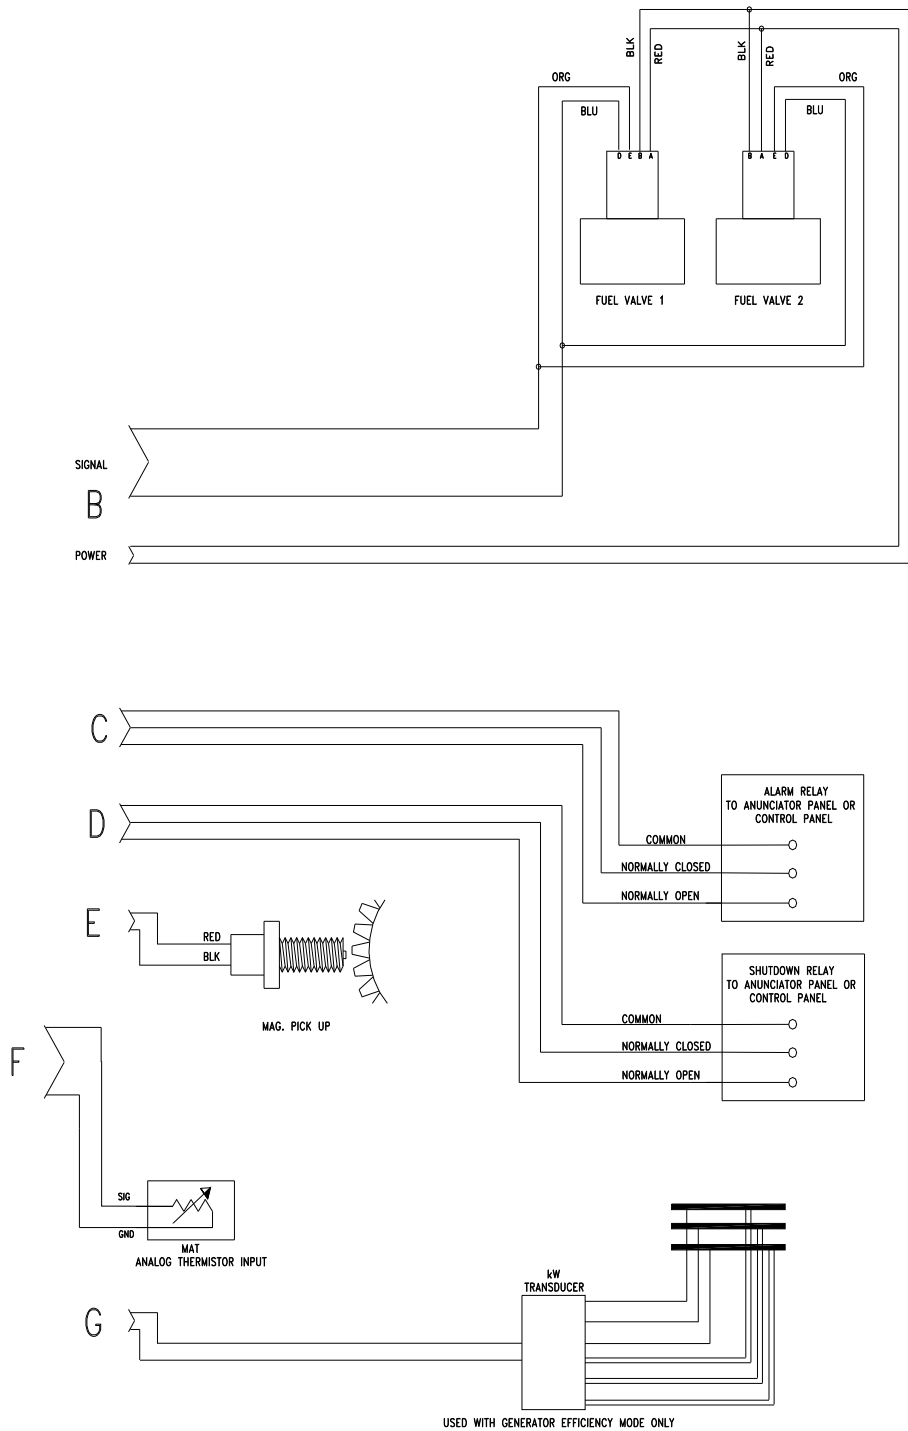 BLK
RED
BLK
RED
ORG
BLU
ORG
BLU
D E B A
B A E D
FUEL VALVE 1
FUEL VALVE 2
SIGNAL
B
POWER
C
ALARM RELAY
TO ANUNCIATOR PANEL OR
CONTROL PANEL
D
COMMON
NORMALLY CLOSED
NORMALLY OPEN
E
RED
BLK
MAG. PICK UP
SHUTDOWN RELAY
TO ANUNCIATOR PANEL OR
CONTROL PANEL
COMMON
NORMALLY CLOSED
NORMALLY OPEN
F
SIG
GND
MAT
ANALOG THERMISTOR INPUT
kW
TRANSDUCER
G
USED WITH GENERATOR EFFICIENCY MODE ONLY